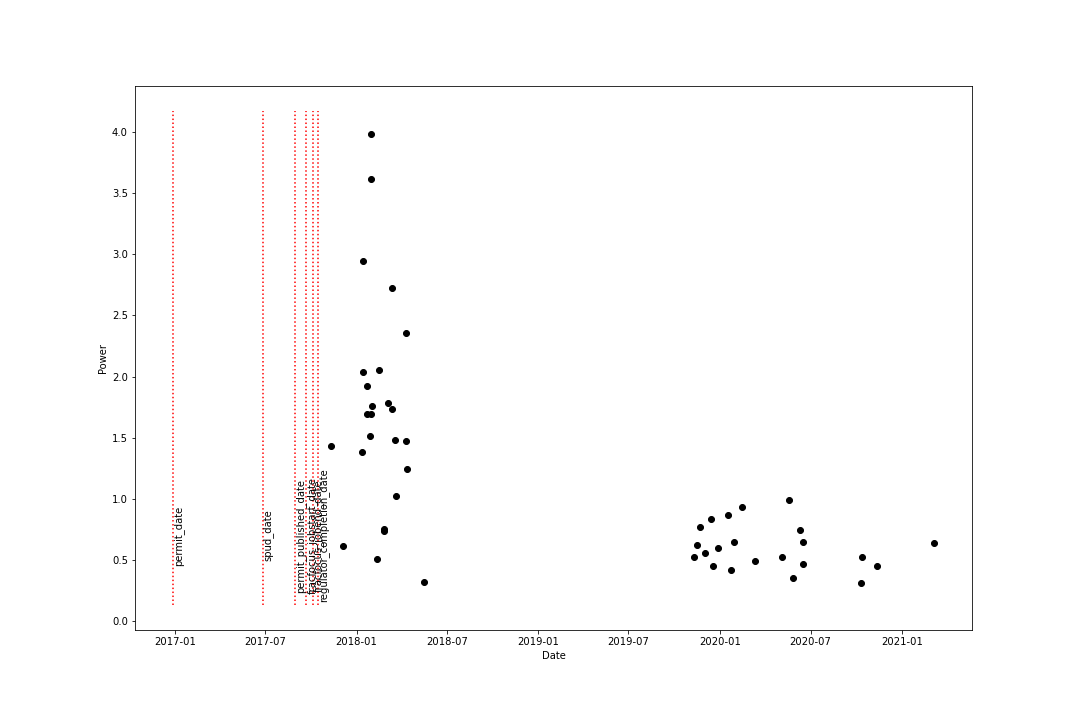 4.0
3.5
3.0
2.5
2.0
1.5
1.0
0.5
0.0
Power
permit_date
spud_date
permit_published_date
fracfocus_jobstart_date
regulator_completion_date
2017-01
2017-07
2018-01
2018-07
2019-01
2019-07
2020-01
2020-07
2021-01
Date